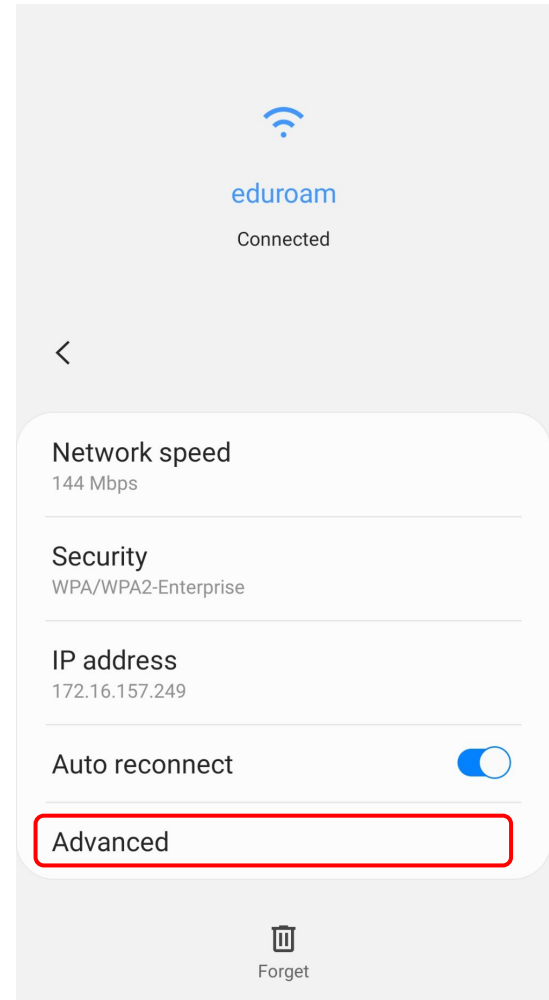 eduroam
Connected
Network speed
144 Mbps
Security
WPA/WPA2-Enterprise
IP address
172.16.157.249
Auto reconnect
Advanced
Forget